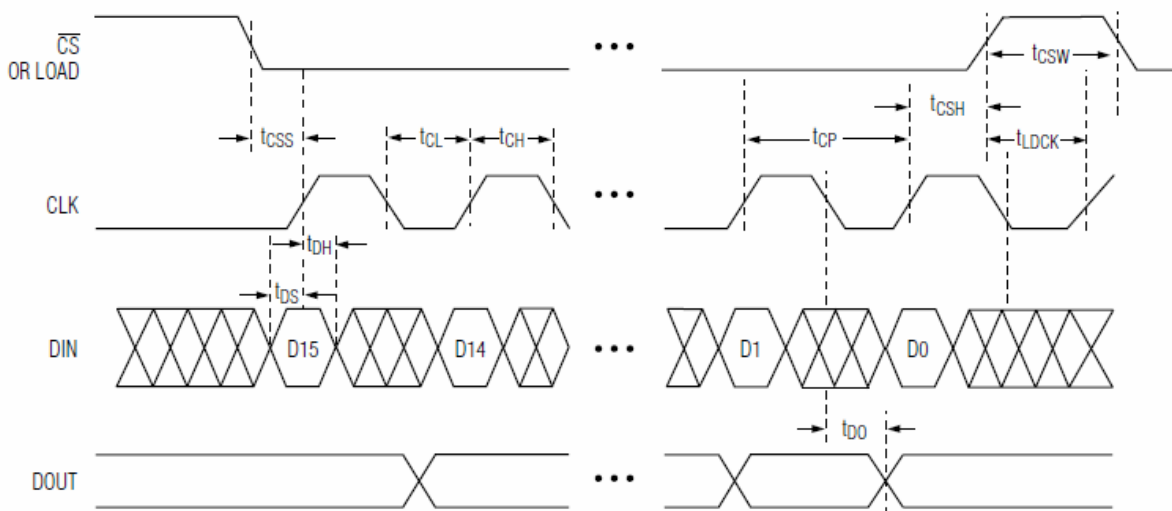 CS
OR LOAD
tCSW
tCSH
tCSS
tCL
tCH
tCP
tLDCK
CLK
tDH
tDS
DIN
D15
D14
D1
D0
tDO
DOUT